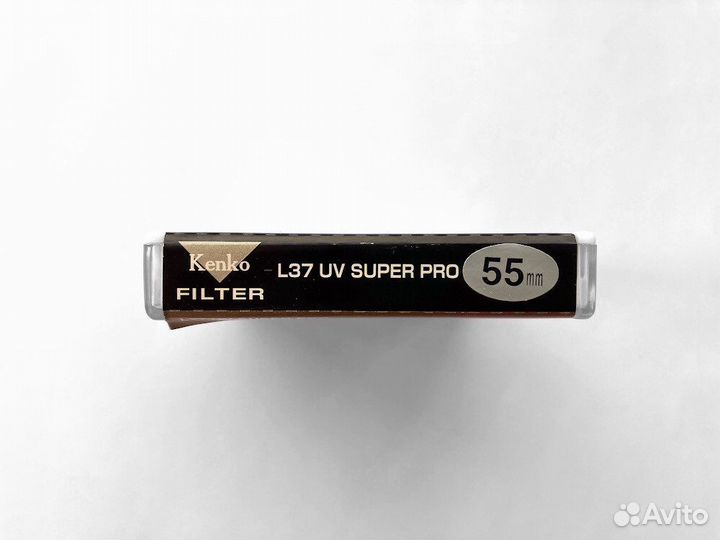 Kenko
FILTER
L37 UV SUPER PRO
55mm
Avito